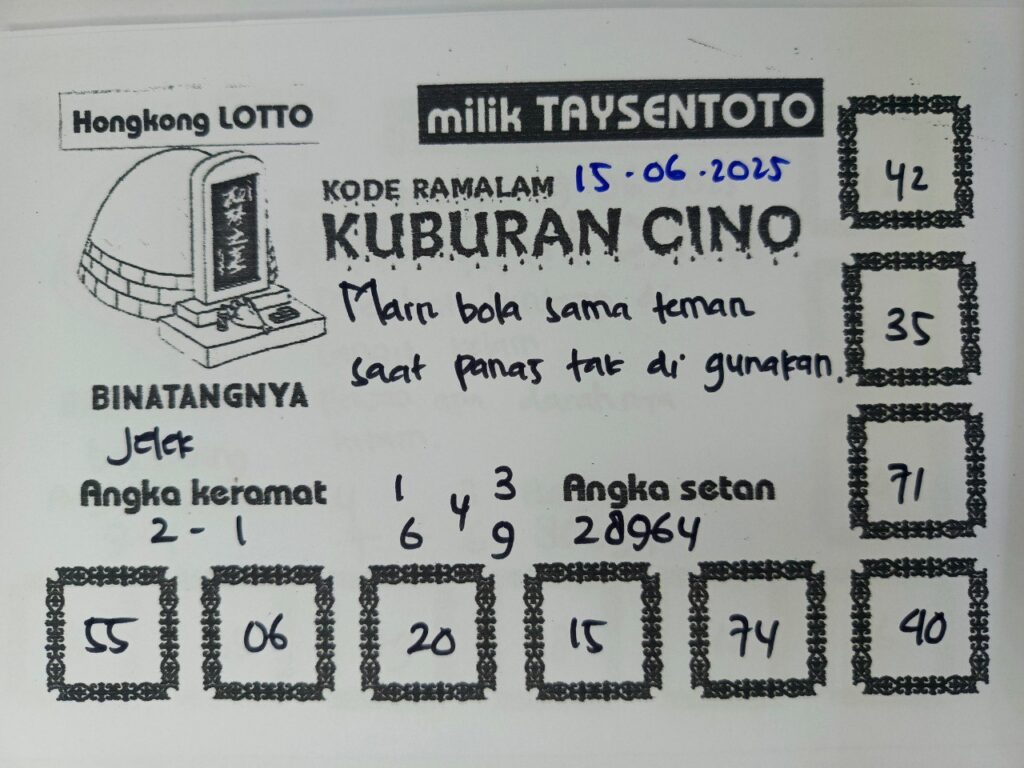 Hongkong LOTTO
milik TAYSENTOTO
KODE RAMALAM 15.06.2025
KUBURAN CINO
Main bola sama teman
saat panas tak di gunakan.
BINATANGNYA
Jelek
Angka keramat
2 - 1
1 3
4
6 9
Angka setan
28964
42
35
71
55 06 20 15 74 40